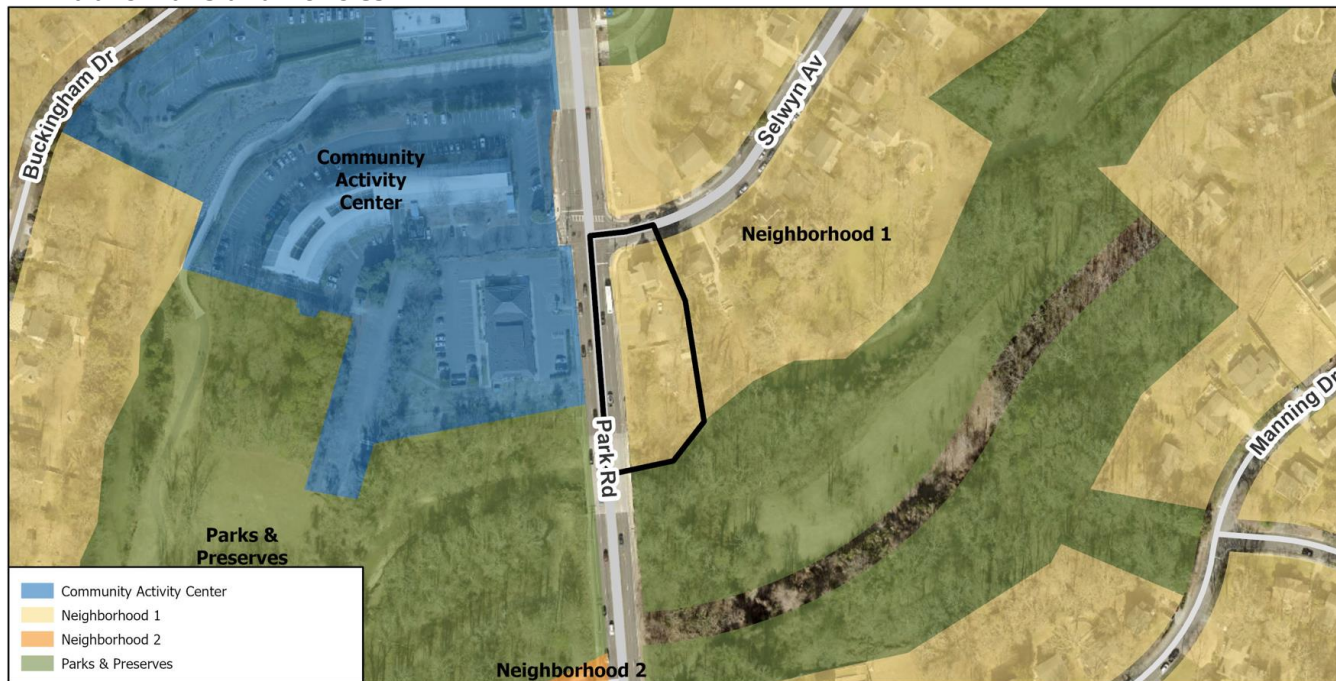 Buckingham Dr
Selwyn Av
Community
Activity
Center
Neighborhood 1
Park Rd
Manning Dr
Parks &
Preserves
Community Activity Center
Neighborhood 1
Neighborhood 2
Parks & Preserves
Neighborhood 2